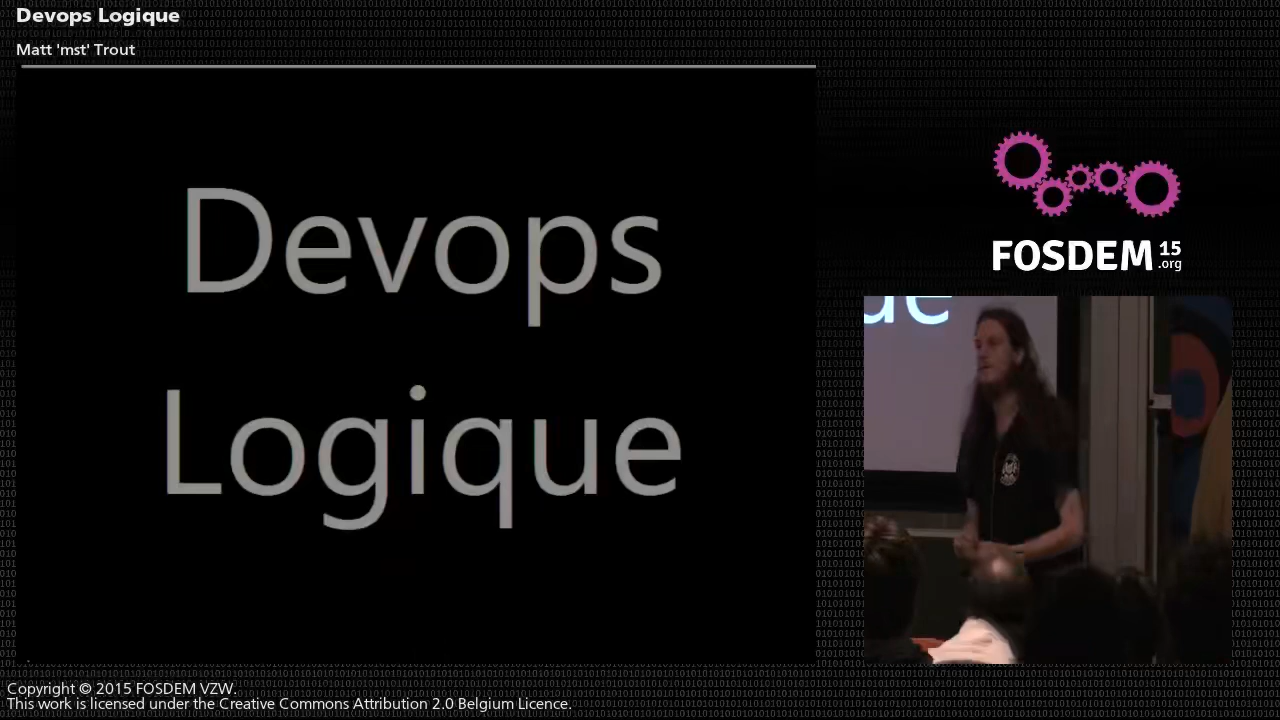 Devops Logique
Matt 'mst' Trout
Devops
Logique
FOSDEM 15
.org
ue
Copyright © 2015 FOSDEM VZW.
This work is licensed under the Creative Commons Attribution 2.0 Belgium Licence.